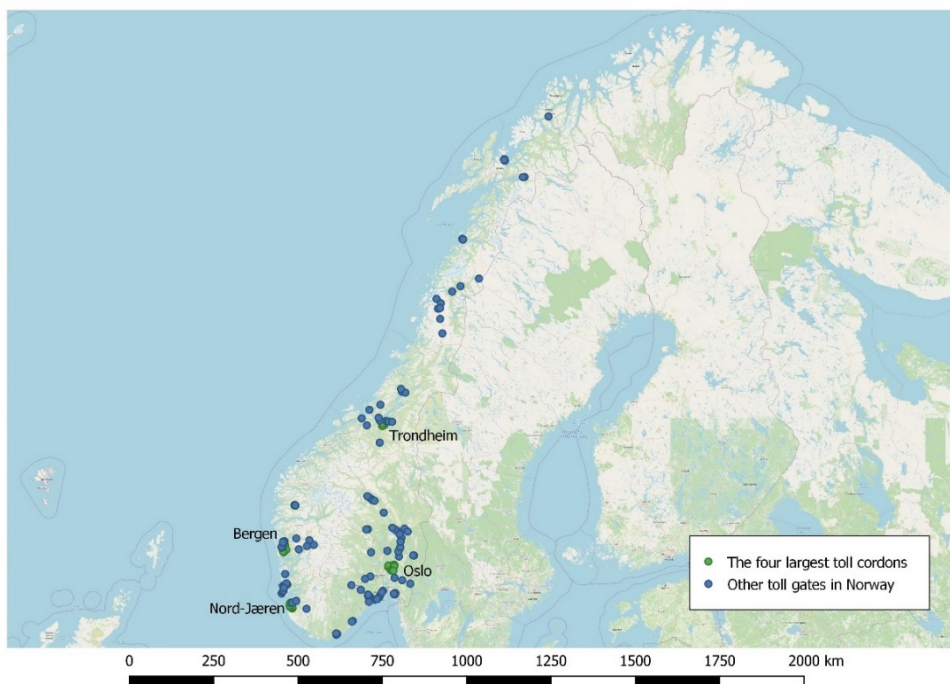 Trondheim
Bergen
Oslo
Nord-Jæren
The four largest toll cordons
Other toll gates in Norway
0 250 500 750 1000 1250 1500 1750 2000 km